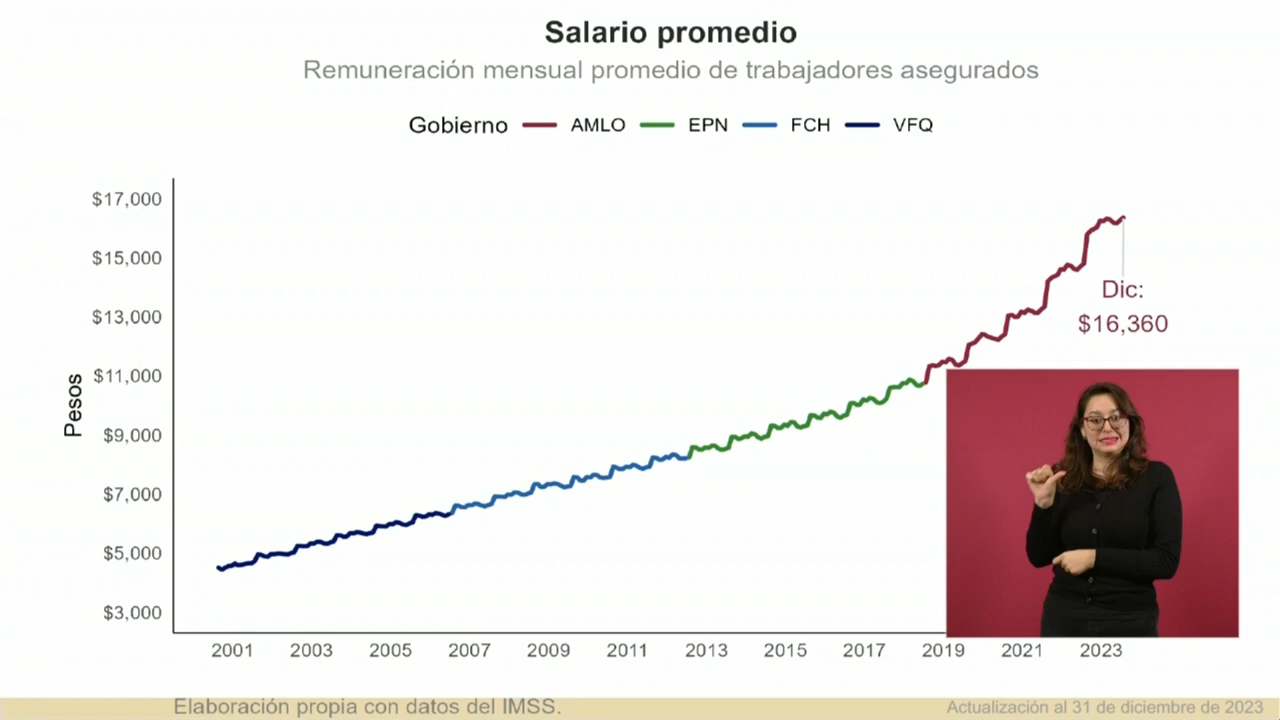 Salario promedio
Remuneración mensual promedio de trabajadores asegurados
Gobierno AMLO EPN FCH VFQ
$17,000
$15,000
$13,000
$11,000
$9,000
$7,000
$5,000
$3,000
Pesos
Dic:
$16,360
2001 2003 2005 2007 2009 2011 2013 2015 2017 2019 2021 2023
Elaboración propia con datos del IMSS.
Actualización al 31 de diciembre de 2023